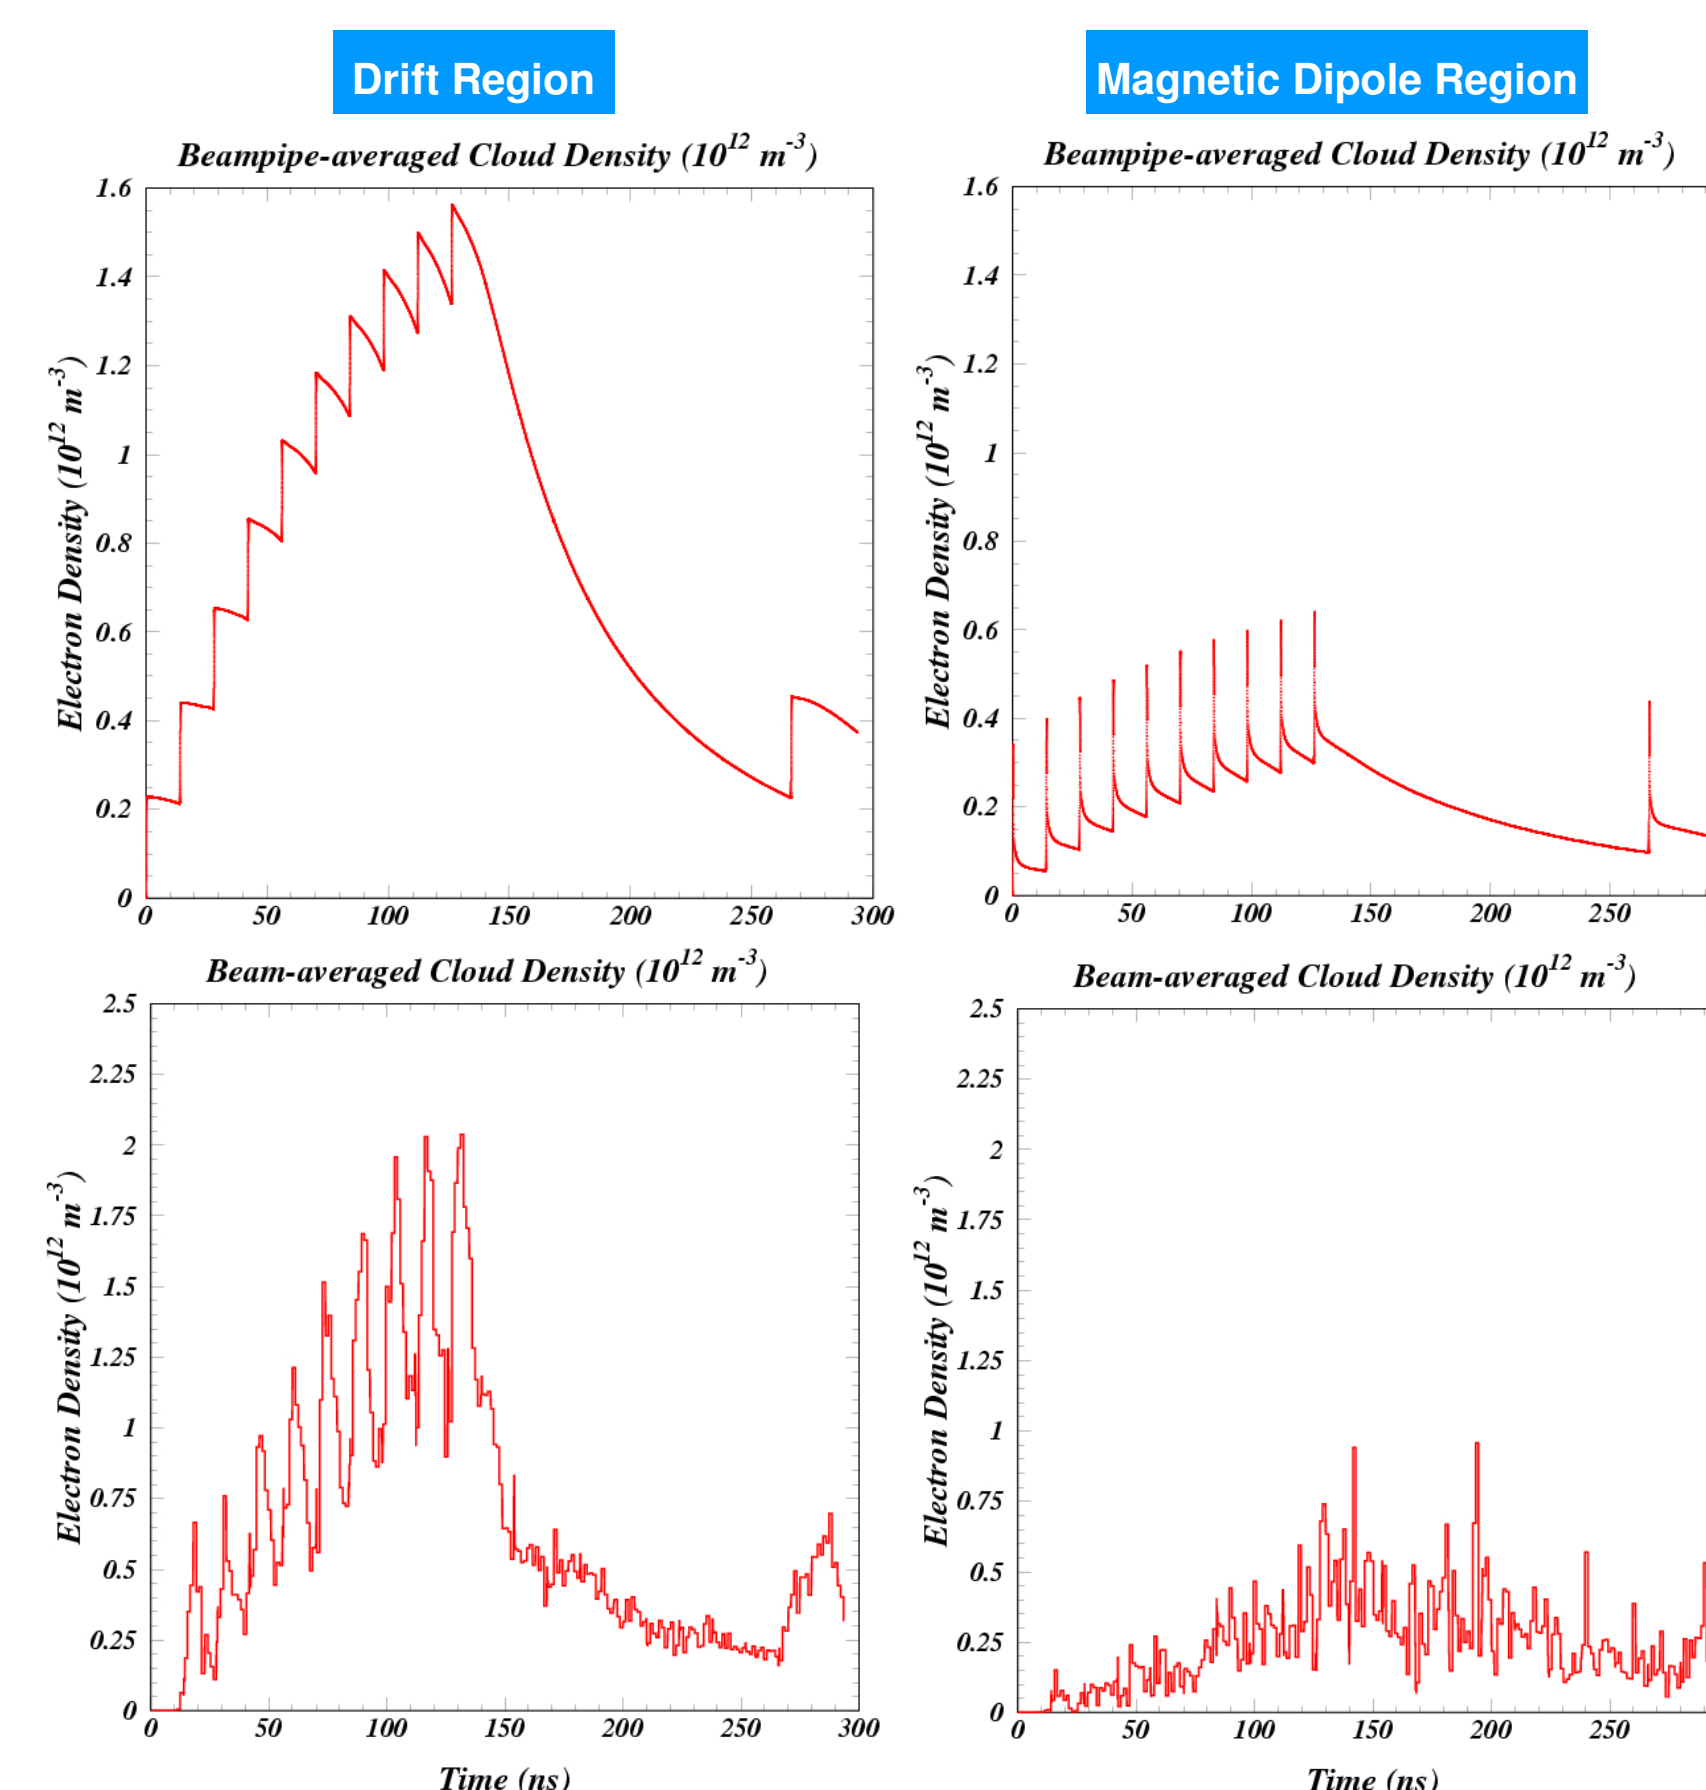 Drift Region
Magnetic Dipole Region
Beampipe-averaged Cloud Density (10^12 m^-3)
Electron Density (10^12 m^-3)
1.6
1.4
1.2
1
0.8
0.6
0.4
0.2
0
0 50 100 150 200 250 300
Beampipe-averaged Cloud Density (10^12 m^-3)
Electron Density (10^12 m^-3)
1.6
1.4
1.2
1
0.8
0.6
0.4
0.2
0
0 50 100 150 200 250
Beam-averaged Cloud Density (10^12 m^-3)
Electron Density (10^12 m^-3)
2.5
2.25
2
1.75
1.5
1.25
1
0.75
0.5
0.25
0
0 50 100 150 200 250 300
Time (ns)
Beam-averaged Cloud Density (10^12 m^-3)
Electron Density (10^12 m^-3)
2.5
2.25
2
1.75
1.5
1.25
1
0.75
0.5
0.25
0
0 50 100 150 200 250
Time (ns)